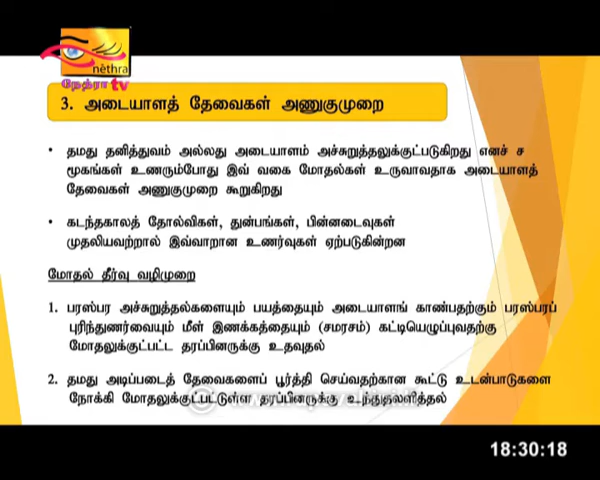 nēthra
நேத்ரா tv
3. அடையாளத் தேவைகள் அணுகுமுறை
• தமது தனித்துவம் அல்லது அடையாளம் அச்சுறுத்தலுக்குட்படுகிறது எனச் ச
மூகங்கள் உணரும்போது இவ் வகை மோதல்கள் உருவாவதாக அடையாளத்
தேவைகள் அணுகுமுறை கூறுகிறது
• கடந்தகாலத் தோல்விகள், துன்பங்கள், பின்னடைவுகள்
முதலியவற்றால் இவ்வாறான உணர்வுகள் ஏற்படுகின்றன
மோதல் தீர்வு வழிமுறை
1. பரஸ்பர அச்சுறுத்தல்களையும் பயத்தையும் அடையாளங் காண்பதற்கும் பரஸ்பரப்
புரிந்துணர்வையும் மீள் இணக்கத்தையும் (சமரசம்) கட்டியெழுப்புவதற்கு
மோதலுக்குட்பட்ட தரப்பினருக்கு உதவுதல்
2. தமது அடிப்படைத் தேவைகளைப் பூர்த்தி செய்வதற்கான கூட்டு உடன்பாடுகளை
நோக்கி மோதலுக்குட்பட்டுள்ள தரப்பினருக்கு உந்துதலளித்தல்
18:30:18